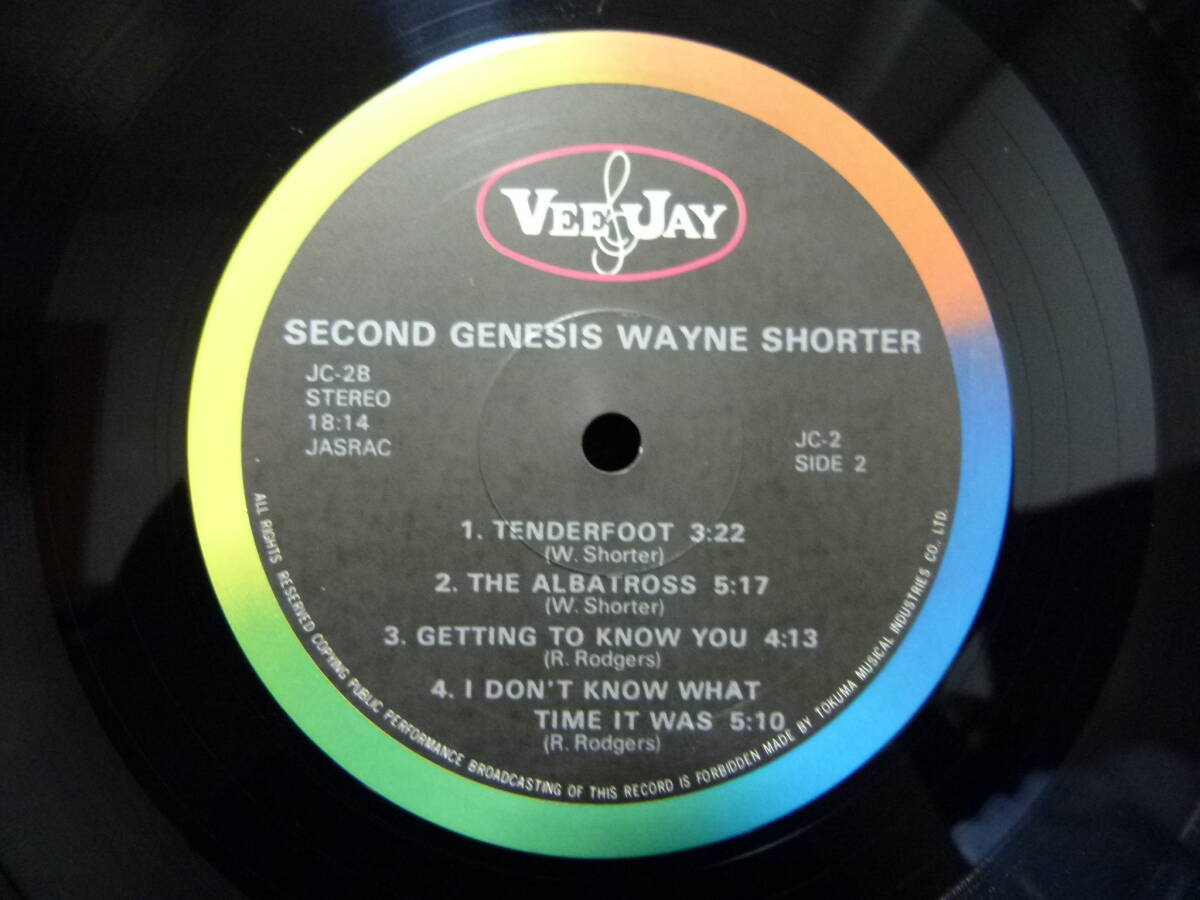 VEE JAY
SECOND GENESIS WAYNE SHORTER
JC-2B
STEREO
18:14
JASRAC
JC-2
SIDE 2
1. TENDERFOOT 3:22
(W. Shorter)
2. THE ALBATROSS 5:17
(W. Shorter)
3. GETTING TO KNOW YOU 4:13
(R. Rodgers)
4. I DON'T KNOW WHAT
TIME IT WAS 5:10
(R. Rodgers)
ALL RIGHTS RESERVED COPYING PUBLIC PERFORMANCE BROADCASTING OF THIS RECORD IS FORBIDDEN MADE BY TOKUMA MUSICAL INDUSTRIES CO. LTD.